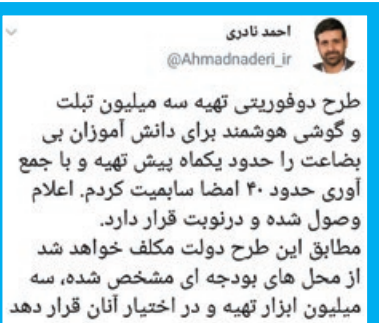 احمد نادری
@Ahmadnaderi_ir
طرح دوفوریتی تهیه سه میلیون تبلت
و گوشی هوشمند برای دانش آموزان بی
بضاعت را حدود یکماه پیش تهیه و با جمع
آوری حدود ۴۰ امضا سابمیت کردم. اعلام
وصول شده و درنوبت قرار دارد.
مطابق این طرح دولت مکلف خواهد شد
از محل های بودجه ای مشخص شده، سه
میلیون ابزار تهیه و در اختیار آنان قرار دهد